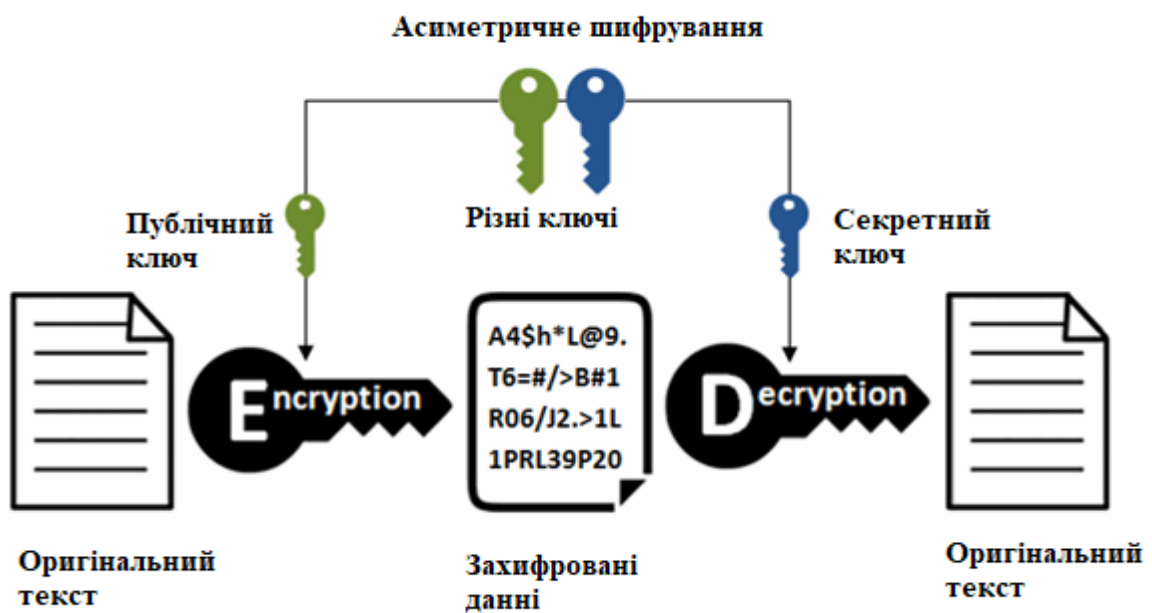 Асиметричне шифрування
Різні ключі
Публічний
ключ
Секретний
ключ
Encryption
A4$h*L@9.
T6=#/>B#1
R06/J2.>1L
1PRL39P20
Decryption
Оригінальний
текст
Захифровані
данні
Оригінальний
текст